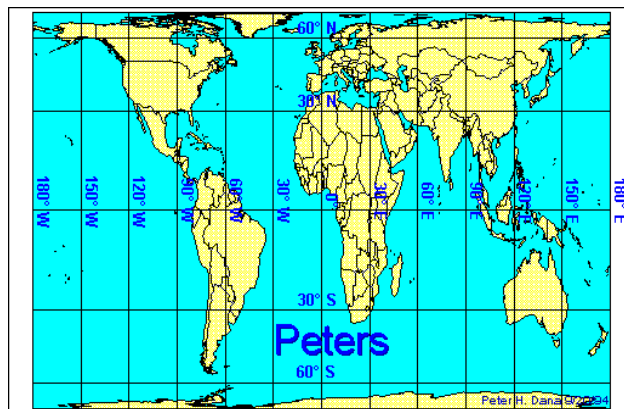 60° N
30° N
180° W
150° W
120° W
90° W
60° W
30° W
0°
30° E
60° E
90° E
120° E
150° E
180° E
30° S
Peters
60° S
Peter H. Dana 9/20/94